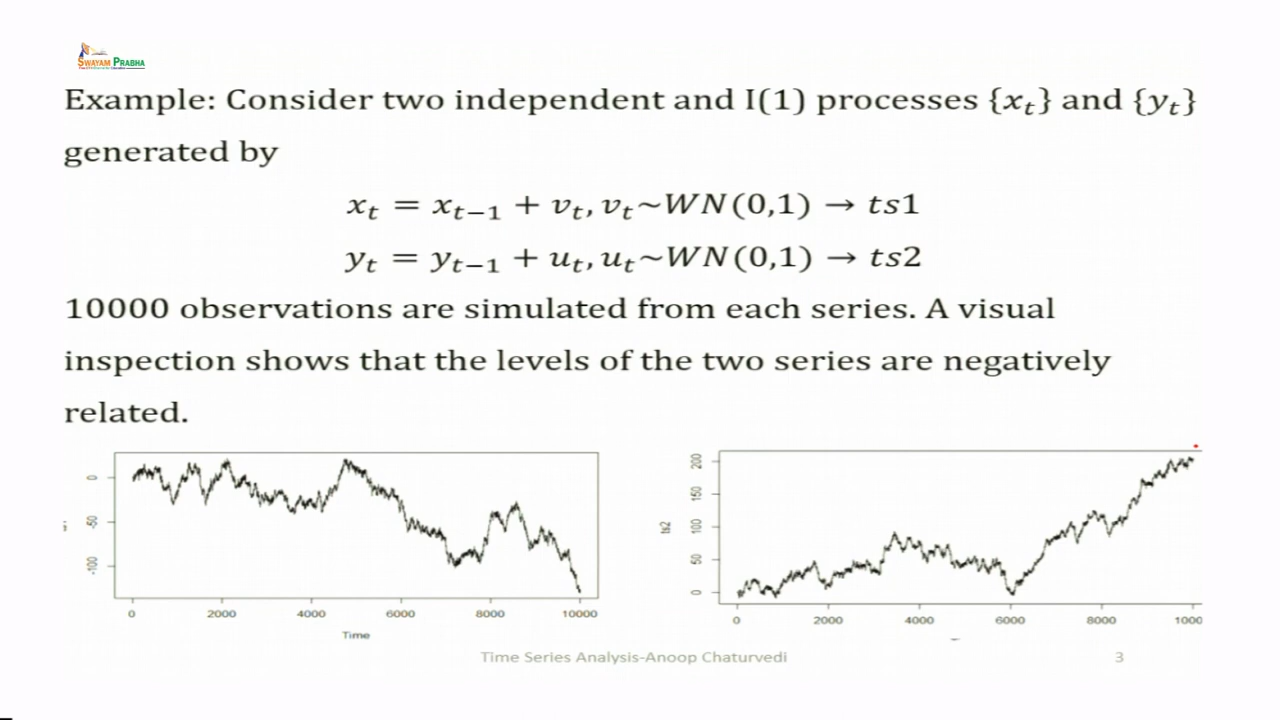 SWAYAM PRABHA
Example: Consider two independent and I(1) processes {xₜ} and {yₜ}
generated by
xₜ = xₜ₋₁ + vₜ, vₜ~WN(0,1) → ts1
yₜ = yₜ₋₁ + uₜ, uₜ~WN(0,1) → ts2
10000 observations are simulated from each series. A visual
inspection shows that the levels of the two series are negatively
related.
0
-50
-100
0 2000 4000 6000 8000 10000
Time
ts2
200
150
100
50
0
0 2000 4000 6000 8000 1000
Time Series Analysis-Anoop Chaturvedi
3